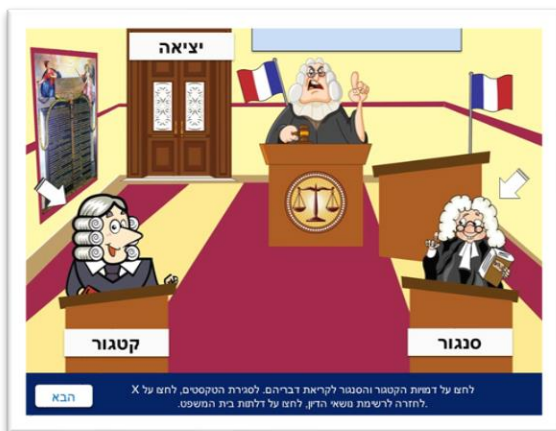 יציאה
קטגור
סנגור
לחצו על דמויות הקטגור והסנגור לקריאת דבריהם. לסגירת הטקסטים, לחצו על X
לחזרה לרשימת נושאי הדיון, לחצו על דלתות בית המשפט.
הבא